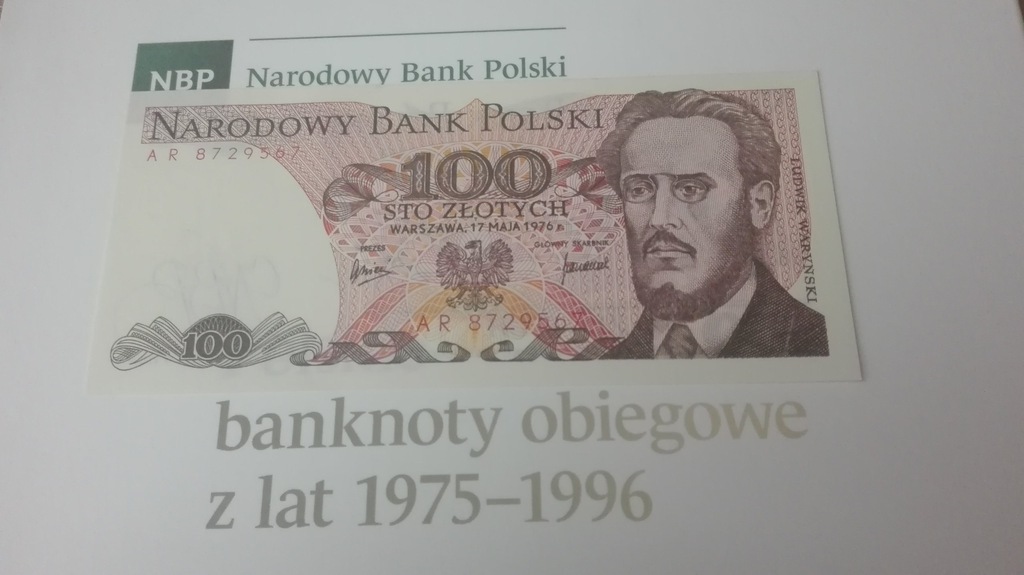 NBP
Narodowy Bank Polski
NARODOWY BANK POLSKI
AR 8729567
100
STO ZŁOTYCH
WARSZAWA, 17 MAJA 1976 r.
PREZES
GŁÓWNY SKARBNIK
AR 8729567
100
LUDWIK WARYŃSKI
banknoty obiegowe
z lat 1975–1996